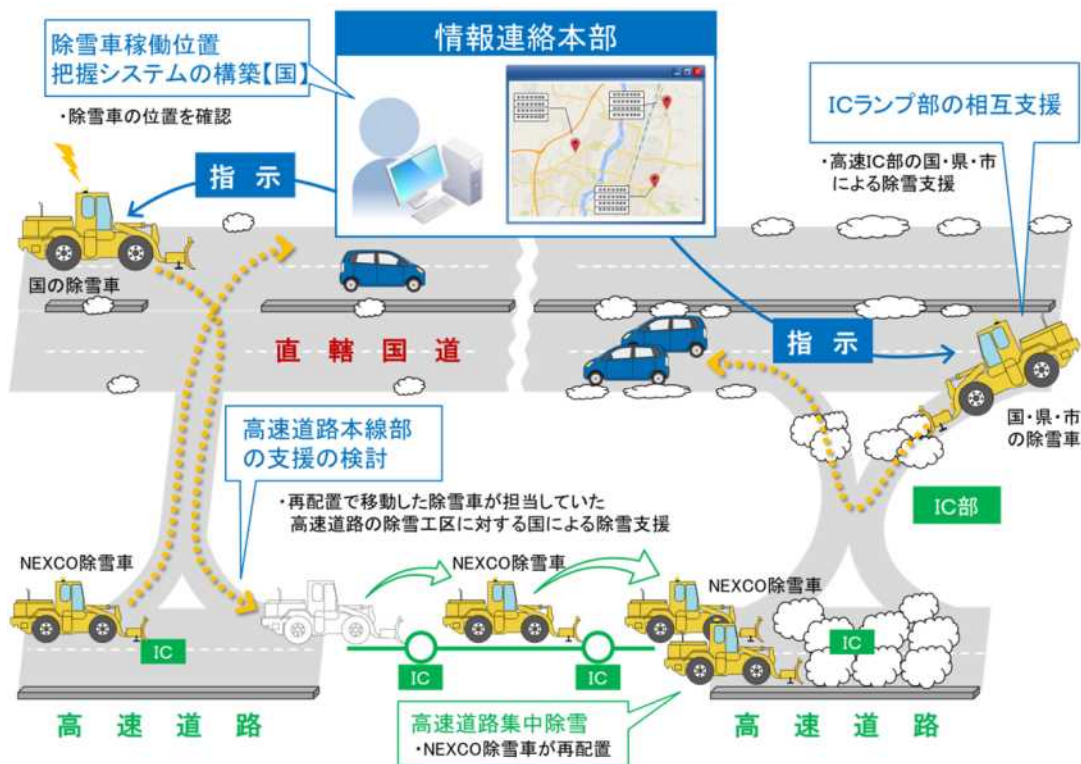 情報連絡本部
除雪車稼働位置
把握システムの構築【国】
・除雪車の位置を確認
指 示
国の除雪車
ICランプ部の相互支援
・高速IC部の国・県・市
による除雪支援
直 轄 国 道
指 示
国・県・市
の除雪車
IC部
高速道路本線部
の支援の検討
・再配置で移動した除雪車が担当していた
高速道路の除雪工区に対する国による除雪支援
NEXCO除雪車
IC
NEXCO除雪車
IC
IC
NEXCO除雪車
IC
高 速 道 路
高速道路集中除雪
・NEXCO除雪車が再配置
高 速 道 路